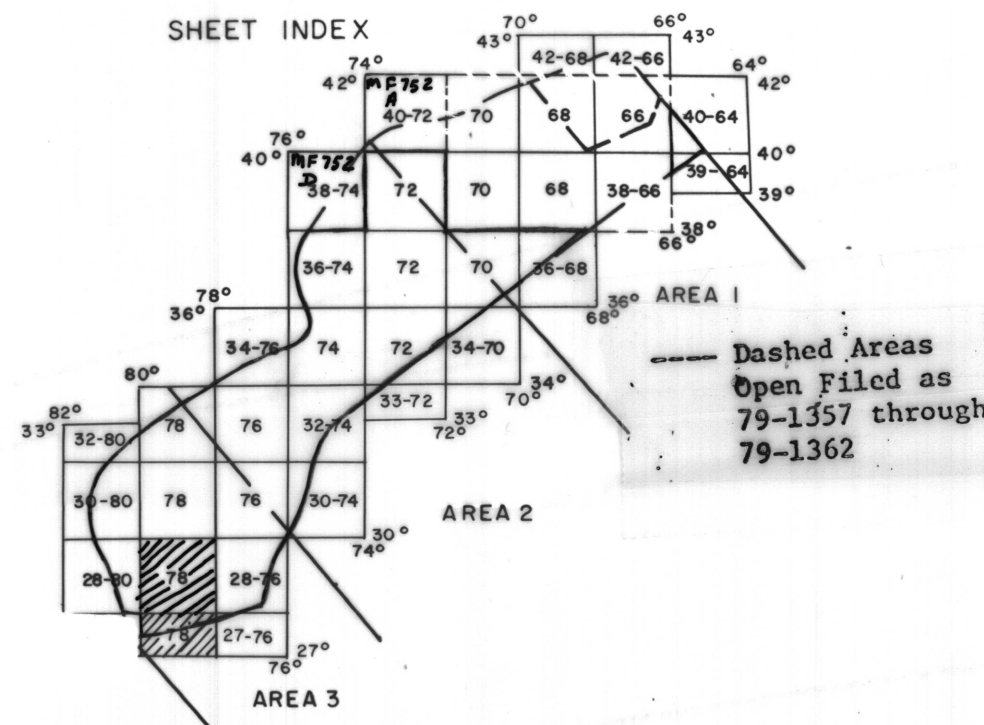 SHEET INDEX
70° 66°
43° 43°
42-68 42-66
74° 64°
42° 42°
MF 752
A
40-72 70 68 66 40-64
76°
40° 40°
MF 752
D
38-74 72 70 68 38-66 39-64
39°
38°
66°
36-74 72 70 36-68
78° 36° AREA 1
36° 68°
34-76 74 72 34-70
---- Dashed Areas
Open Filed as
79-1357 through
79-1362
80° 34°
70°
82° 33-72
33° 33°
72°
32-80 78 76 32-74
30-80 78 76 30-74
AREA 2
30°
74°
28-80 78 28-76
78 27-76 27°
76°
AREA 3